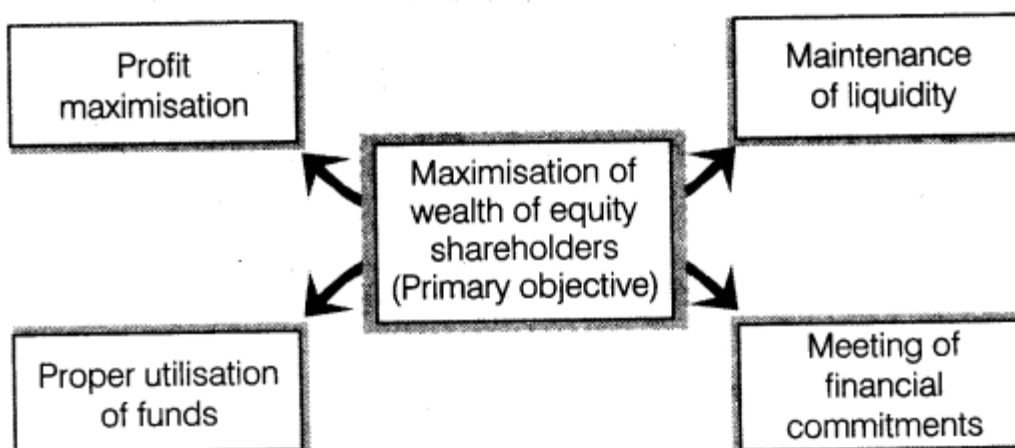 Profit
maximisation
Maintenance
of liquidity
Maximisation of
wealth of equity
shareholders
(Primary objective)
Proper utilisation
of funds
Meeting of
financial
commitments